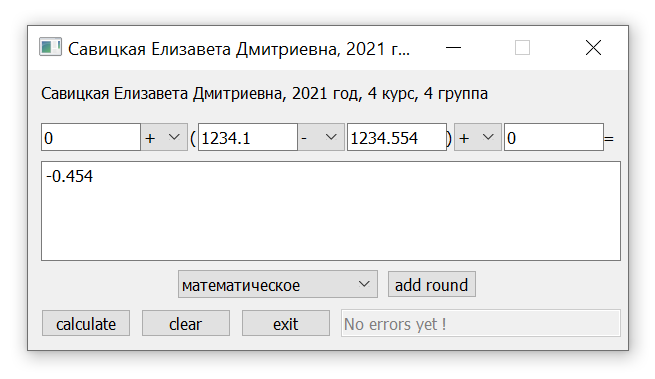 Савицкая Елизавета Дмитриевна, 2021 г...
Савицкая Елизавета Дмитриевна, 2021 год, 4 курс, 4 группа
0 + ( 1234.1 - 1234.554 ) + 0 =
-0.454
математическое add round
calculate clear exit No errors yet !